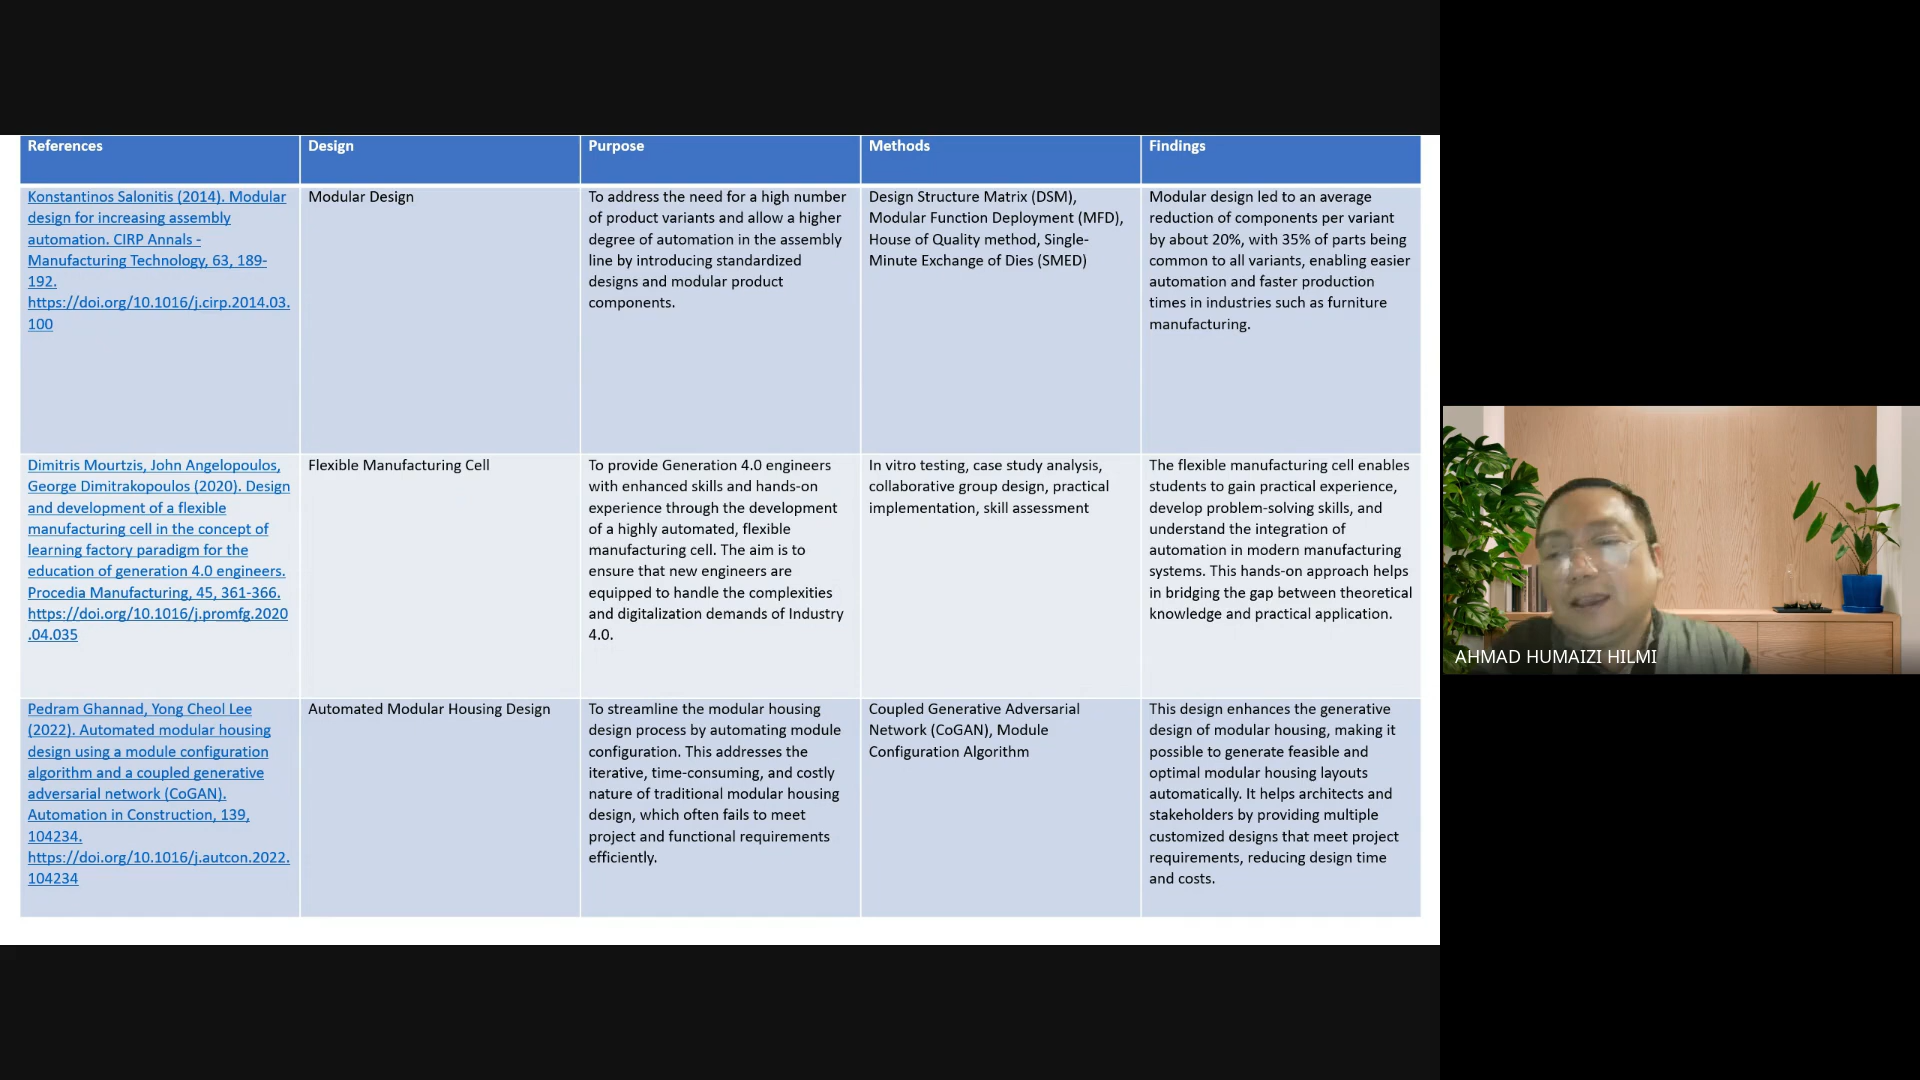 References
Design
Purpose
Methods
Findings
Konstantinos Salonitis (2014). Modular
design for increasing assembly
automation. CIRP Annals -
Manufacturing Technology, 63, 189-
192.
https://doi.org/10.1016/j.cirp.2014.03.
100
Modular Design
To address the need for a high number
of product variants and allow a higher
degree of automation in the assembly
line by introducing standardized
designs and modular product
components.
Design Structure Matrix (DSM),
Modular Function Deployment (MFD),
House of Quality method, Single-
Minute Exchange of Dies (SMED)
Modular design led to an average
reduction of components per variant
by about 20%, with 35% of parts being
common to all variants, enabling easier
automation and faster production
times in industries such as furniture
manufacturing.
Dimitris Mourtzis, John Angelopoulos,
George Dimitrakopoulos (2020). Design
and development of a flexible
manufacturing cell in the concept of
learning factory paradigm for the
education of generation 4.0 engineers.
Procedia Manufacturing, 45, 361-366.
https://doi.org/10.1016/j.promfg.2020
.04.035
Flexible Manufacturing Cell
To provide Generation 4.0 engineers
with enhanced skills and hands-on
experience through the development
of a highly automated, flexible
manufacturing cell. The aim is to
ensure that new engineers are
equipped to handle the complexities
and digitalization demands of Industry
4.0.
In vitro testing, case study analysis,
collaborative group design, practical
implementation, skill assessment
The flexible manufacturing cell enables
students to gain practical experience,
develop problem-solving skills, and
understand the integration of
automation in modern manufacturing
systems. This hands-on approach helps
in bridging the gap between theoretical
knowledge and practical application.
Pedram Ghannad, Yong Cheol Lee
(2022). Automated modular housing
design using a module configuration
algorithm and a coupled generative
adversarial network (CoGAN).
Automation in Construction, 139,
104234.
https://doi.org/10.1016/j.autcon.2022.
104234
Automated Modular Housing Design
To streamline the modular housing
design process by automating module
configuration. This addresses the
iterative, time-consuming, and costly
nature of traditional modular housing
design, which often fails to meet
project and functional requirements
efficiently.
Coupled Generative Adversarial
Network (CoGAN), Module
Configuration Algorithm
This design enhances the generative
design of modular housing, making it
possible to generate feasible and
optimal modular housing layouts
automatically. It helps architects and
stakeholders by providing multiple
customized designs that meet project
requirements, reducing design time
and costs.
AHMAD HUMAIZI HILMI